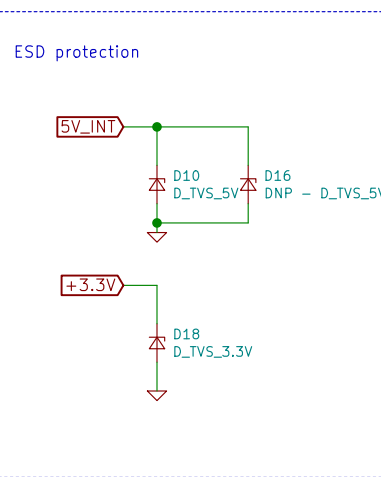 ESD protection
5V_INT
D10
D_TVS_5V
D16
DNP - D_TVS_5V
+3.3V
D18
D_TVS_3.3V